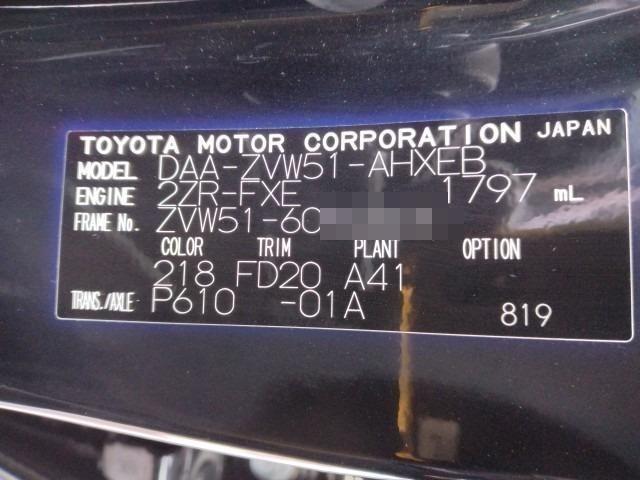 TOYOTA MOTOR CORPORATION JAPAN
MODEL DAA-ZVW51-AHXEB
ENGINE 2ZR-FXE 1797 mL
FRAME No. ZVW51-60
COLOR TRIM PLANT OPTION
218 FD20 A41
TRANS./AXLE P610 -01A 819